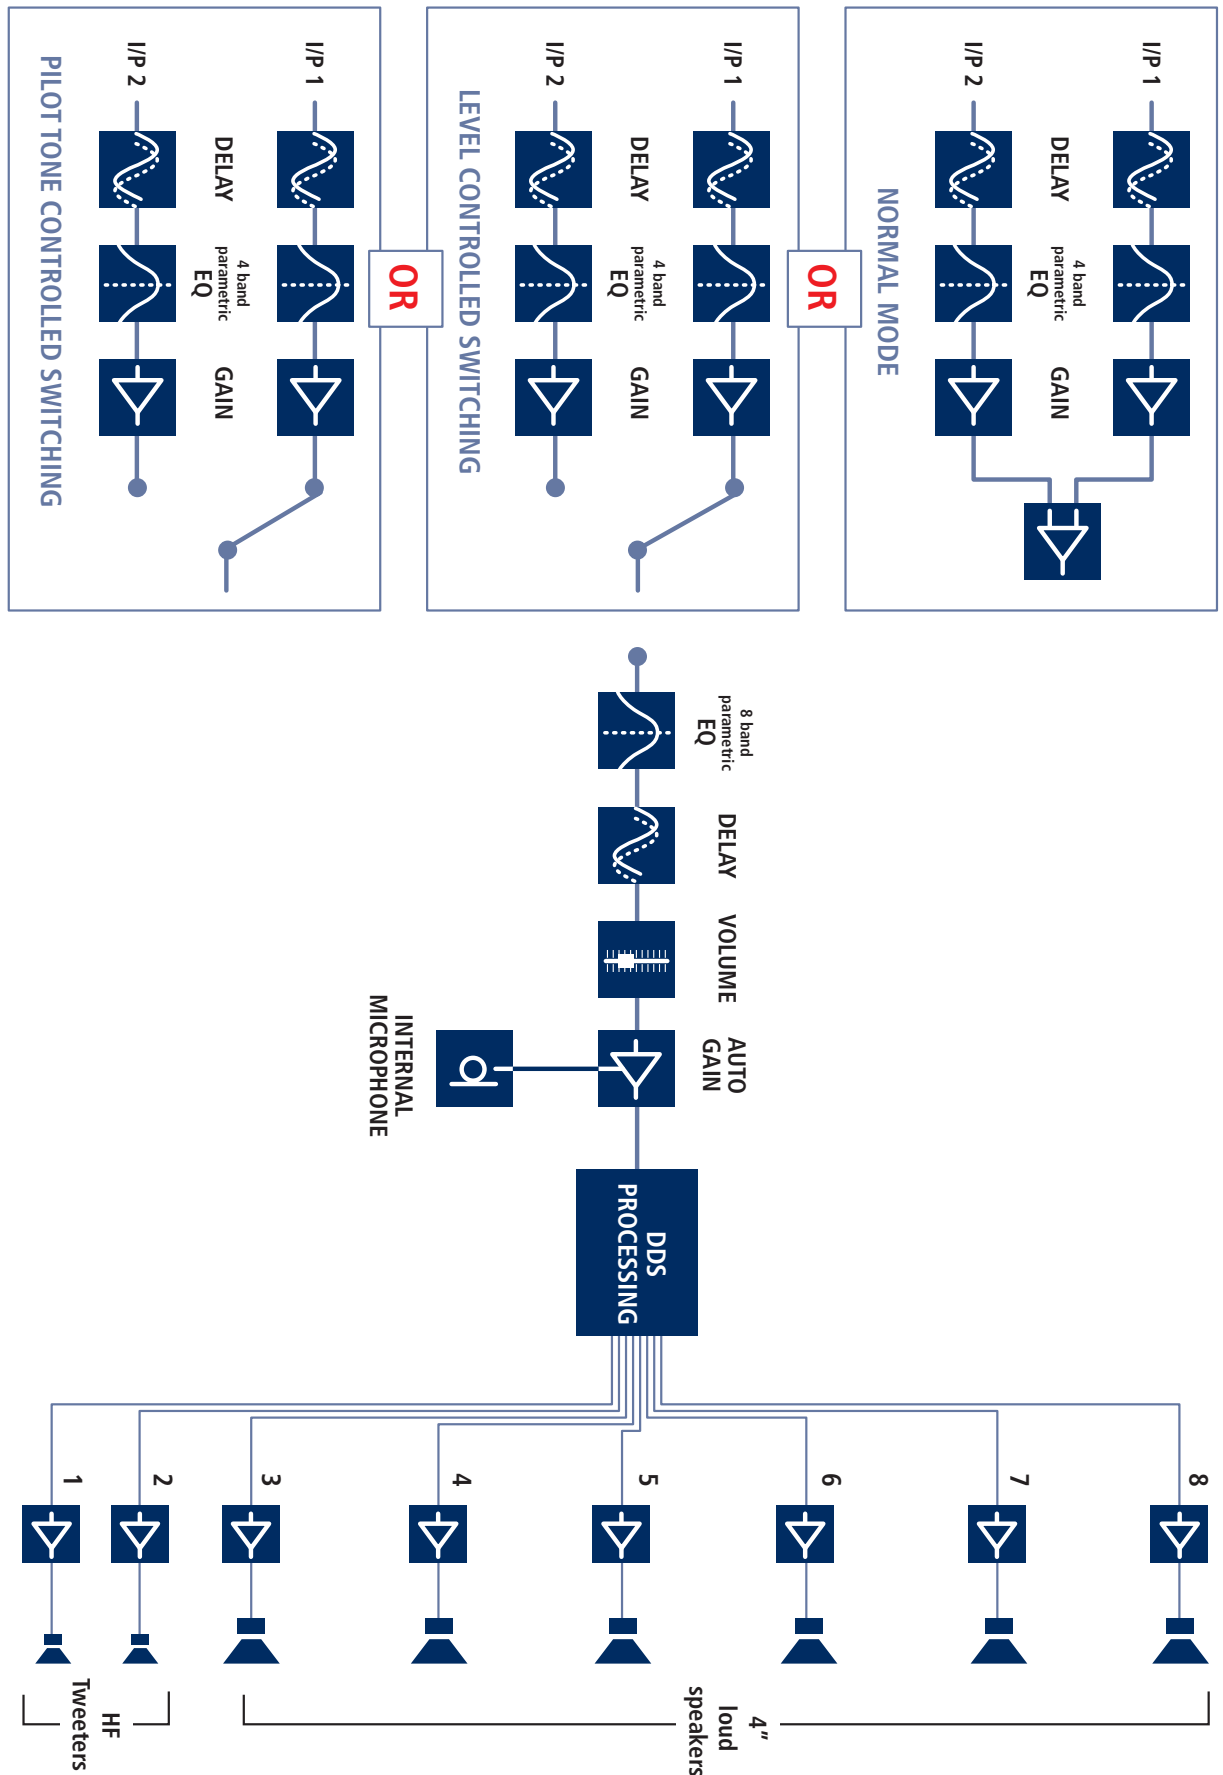 I/P 1
DELAY
4 band
parametric
EQ
GAIN
I/P 2
NORMAL MODE
OR
I/P 1
DELAY
4 band
parametric
EQ
GAIN
I/P 2
LEVEL CONTROLLED SWITCHING
OR
I/P 1
DELAY
4 band
parametric
EQ
GAIN
I/P 2
PILOT TONE CONTROLLED SWITCHING
8 band
parametric
EQ
DELAY
VOLUME
AUTO
GAIN
INTERNAL
MICROPHONE
DDS
PROCESSING
8
7
6
5
4
3
2
1
4”
loud
speakers
HF
Tweeters